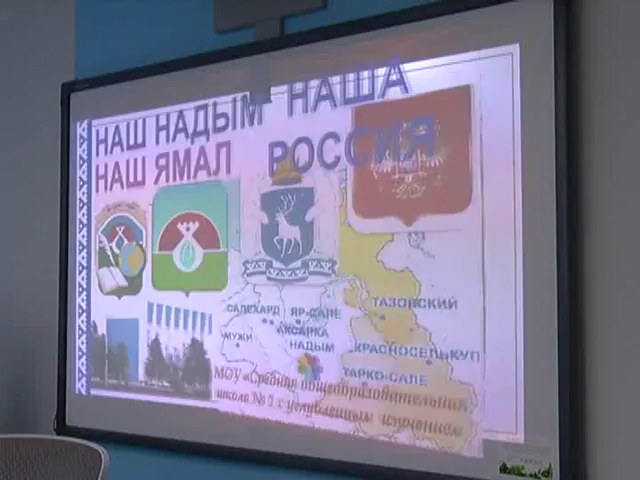 НАШ НАДЫМ НАША
НАШ ЯМАЛ РОССИЯ
САЛЕХАРД
ЯР-САЛЕ
ТАЗОВСКИЙ
АКСАРКА
МУЖИ
НАДЫМ
КРАСНОСЕЛЬКУП
ТАРКО-САЛЕ
МОУ «Средняя общеобразовательная
школа № 2 с углубленным изучением